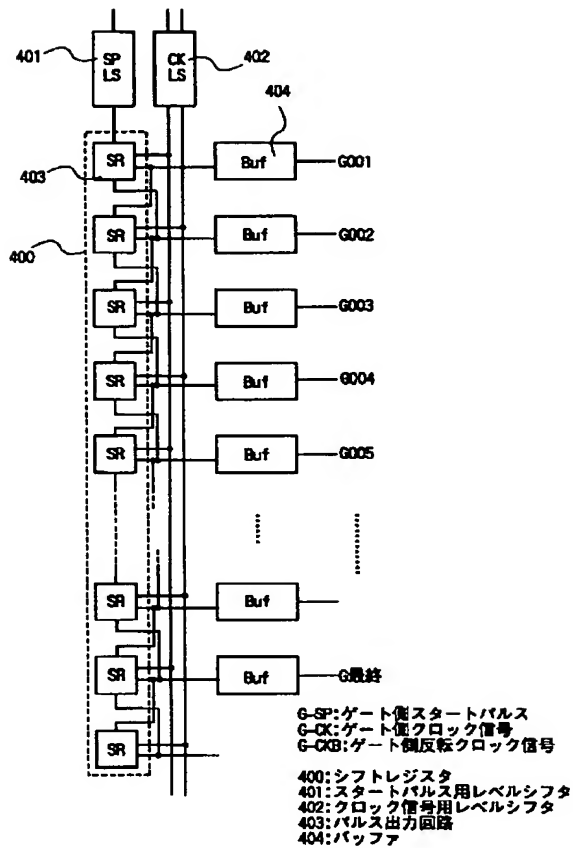 401
SP
LS
CK
LS
402
404
SR
Buf
G001
403
SR
Buf
G002
400
SR
Buf
G003
SR
Buf
G004
SR
Buf
G005
SR
Buf
SR
Buf
G最終
SR
G-SP:ゲート側スタートパルス
G-CK:ゲート側クロック信号
G-CKB:ゲート側反転クロック信号
400:シフトレジスタ
401:スタートパルス用レベルシフタ
402:クロック信号用レベルシフタ
403:パルス出力回路
404:バッファ